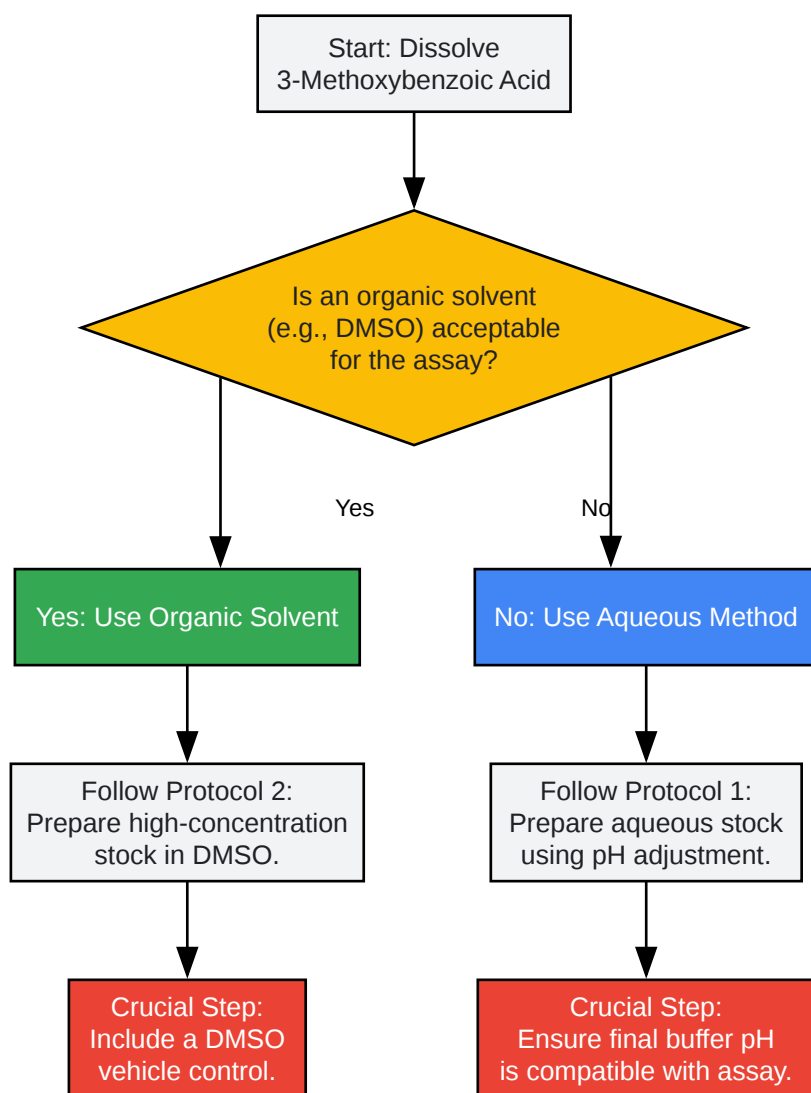 Start: Dissolve
3-Methoxybenzoic Acid
Is an organic solvent
(e.g., DMSO) acceptable
for the assay?
Yes
No
Yes: Use Organic Solvent
No: Use Aqueous Method
Follow Protocol 2:
Prepare high-concentration
stock in DMSO.
Follow Protocol 1:
Prepare aqueous stock
using pH adjustment.
Crucial Step:
Include a DMSO
vehicle control.
Crucial Step:
Ensure final buffer pH
is compatible with assay.